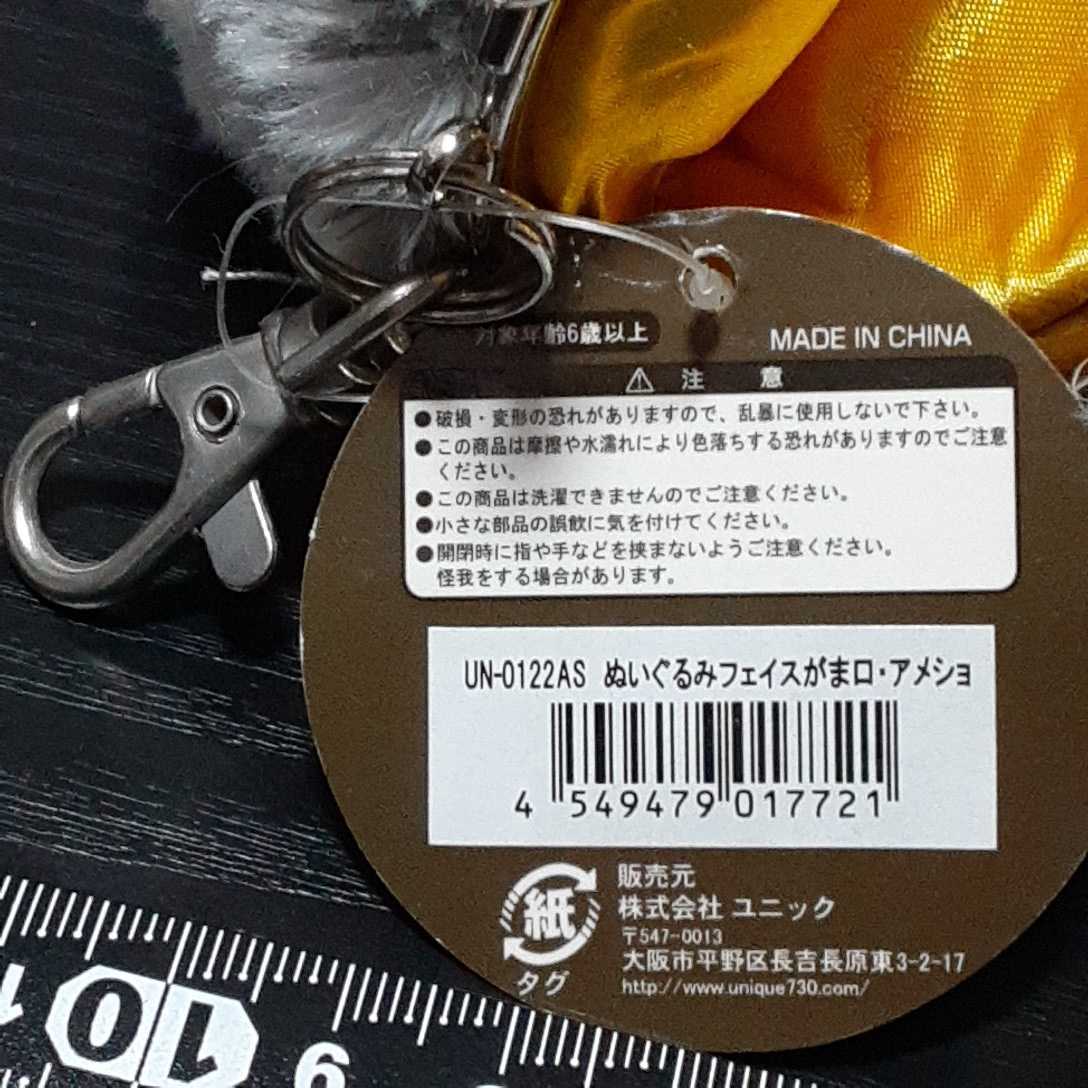 対象年齢6歳以上
MADE IN CHINA
⚠ 注 意
●破損・変形の恐れがありますので、乱暴に使用しないで下さい。
●この商品は摩擦や水濡れにより色落ちする恐れがありますのでご注意
ください。
●この商品は洗濯できませんのでご注意ください。
●小さな部品の誤飲に気を付けてください。
●開閉時に指や手などを挟まないようご注意ください。
怪我をする場合があります。
UN-0122AS ぬいぐるみフェイスがま口・アメショ
4 549479 017721
紙
タグ
販売元
株式会社 ユニック
〒547-0013
大阪市平野区長吉長原東3-2-17
http://www.unique730.com/
10
10
9